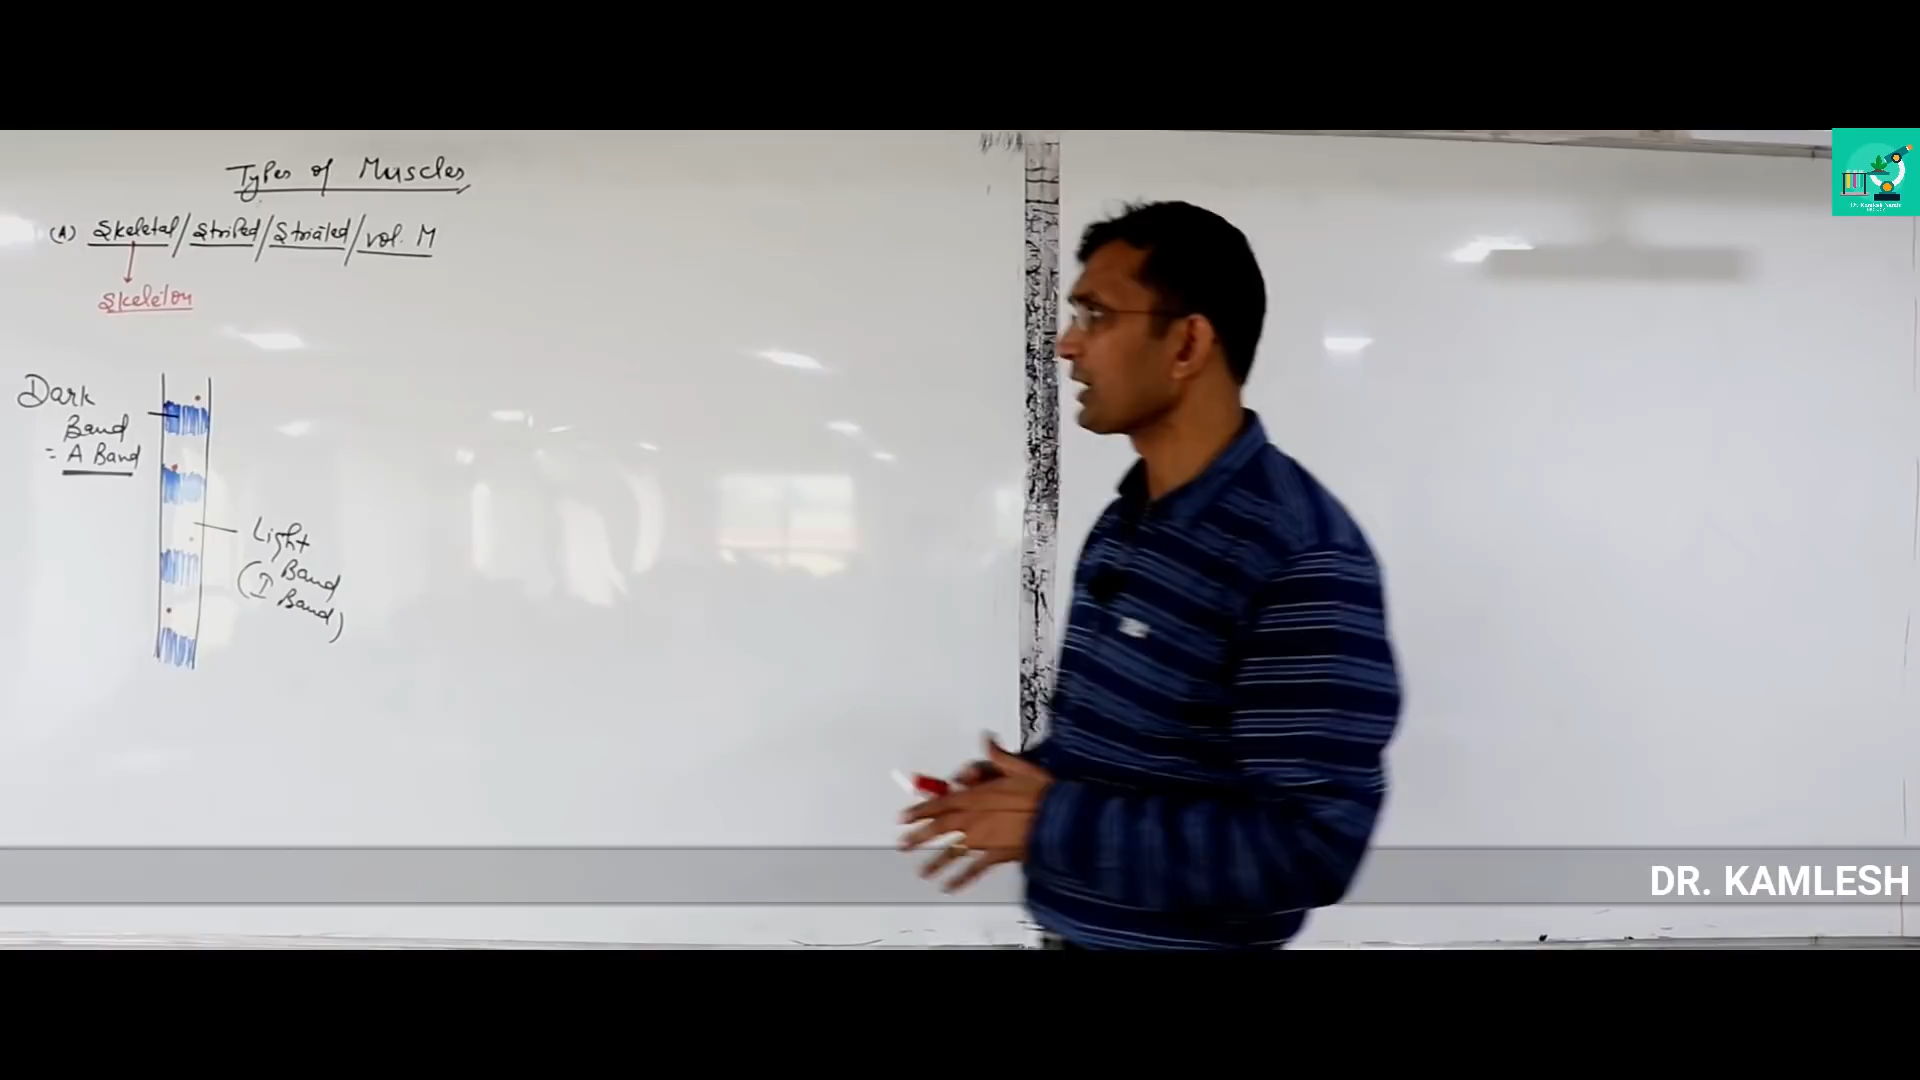 Types of Muscles
(A) Skeletal/Striped/Striated/Vol. M
Skeleton
Dark
Band
= A Band
Light
Band
(I Band)
DR. KAMLESH